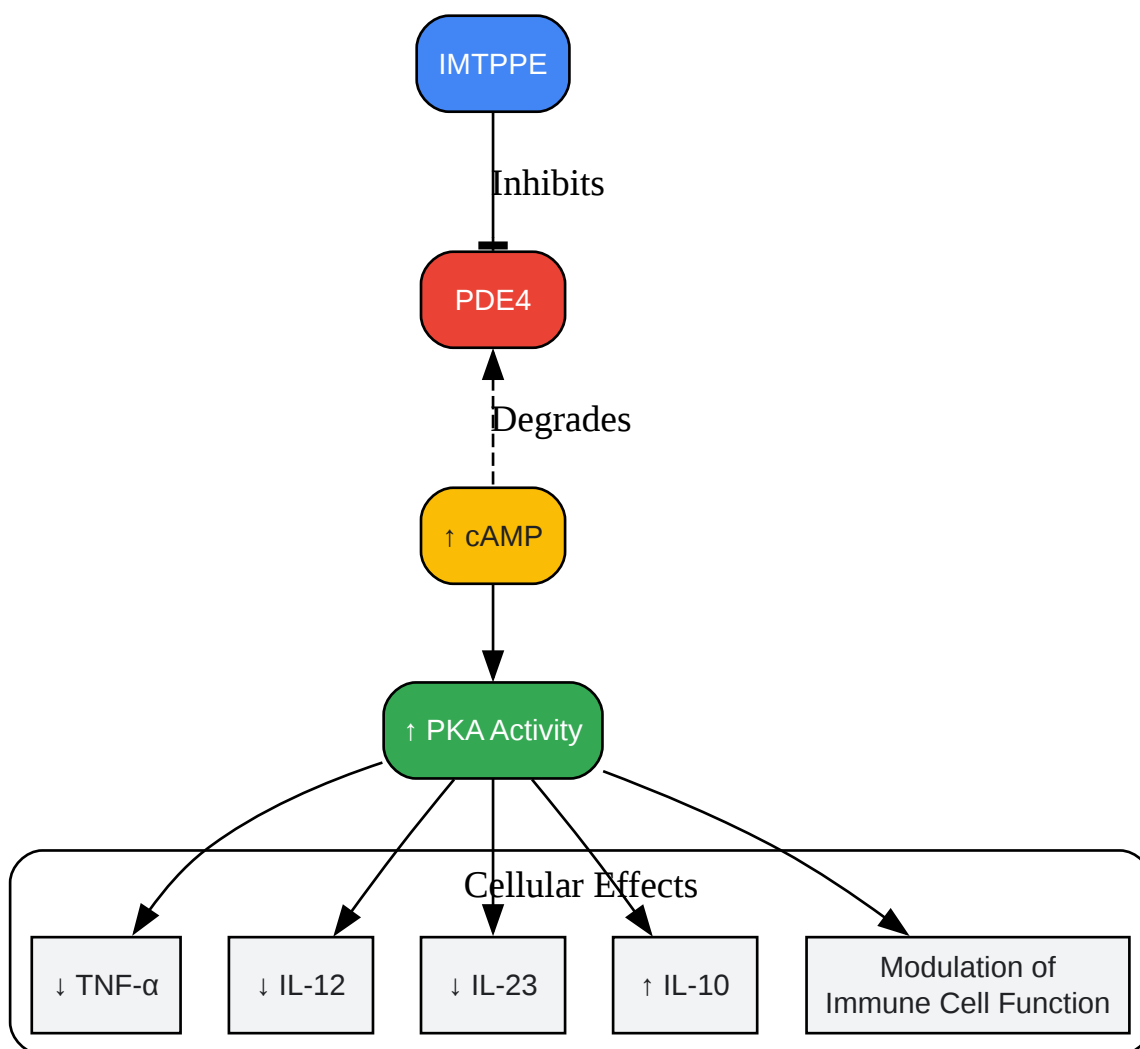 IMTPPE
Inhibits
PDE4
Degrades
↑ cAMP
↑ PKA Activity
Cellular Effects
↓ TNF-α
↓ IL-12
↓ IL-23
↑ IL-10
Modulation of
Immune Cell Function